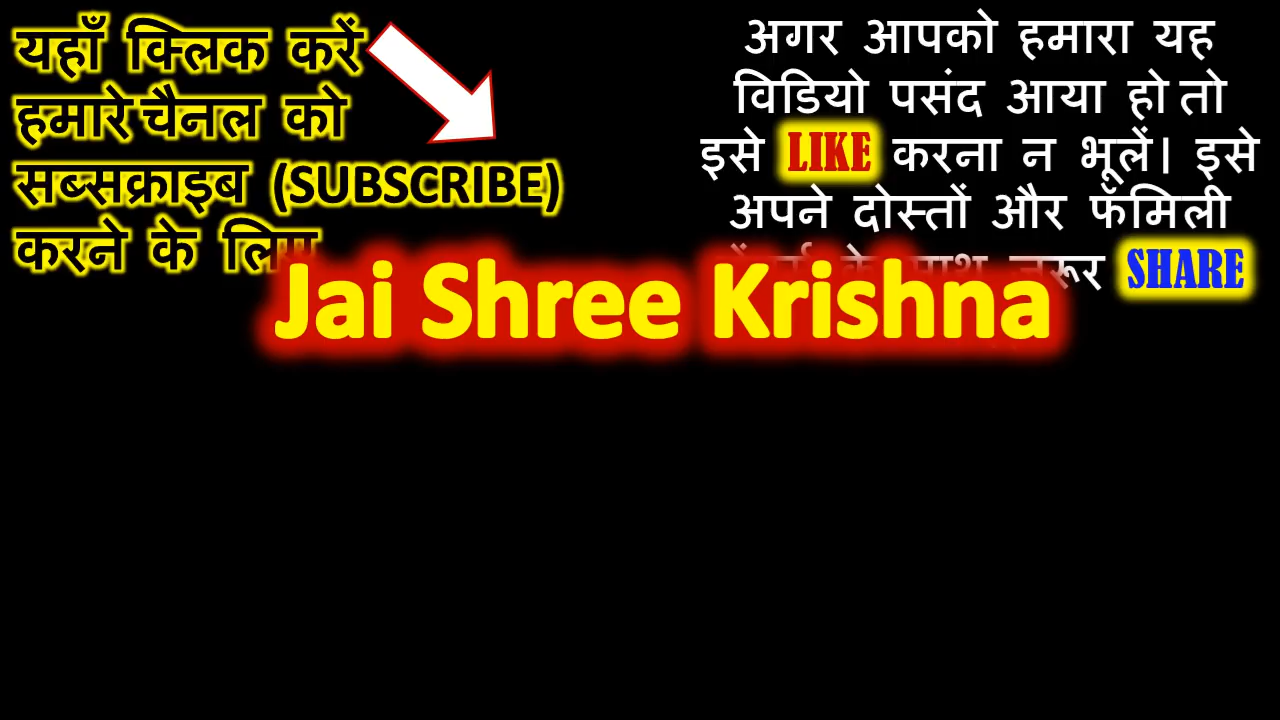 यहाँ क्लिक करें
हमारे चैनल को
सब्सक्राइब (SUBSCRIBE)
करने के लिए
अगर आपको हमारा यह
विडियो पसंद आया हो तो
इसे LIKE करना न भूलें। इसे
अपने दोस्तों और फॅमिली
जरूर SHARE
Jai Shree Krishna